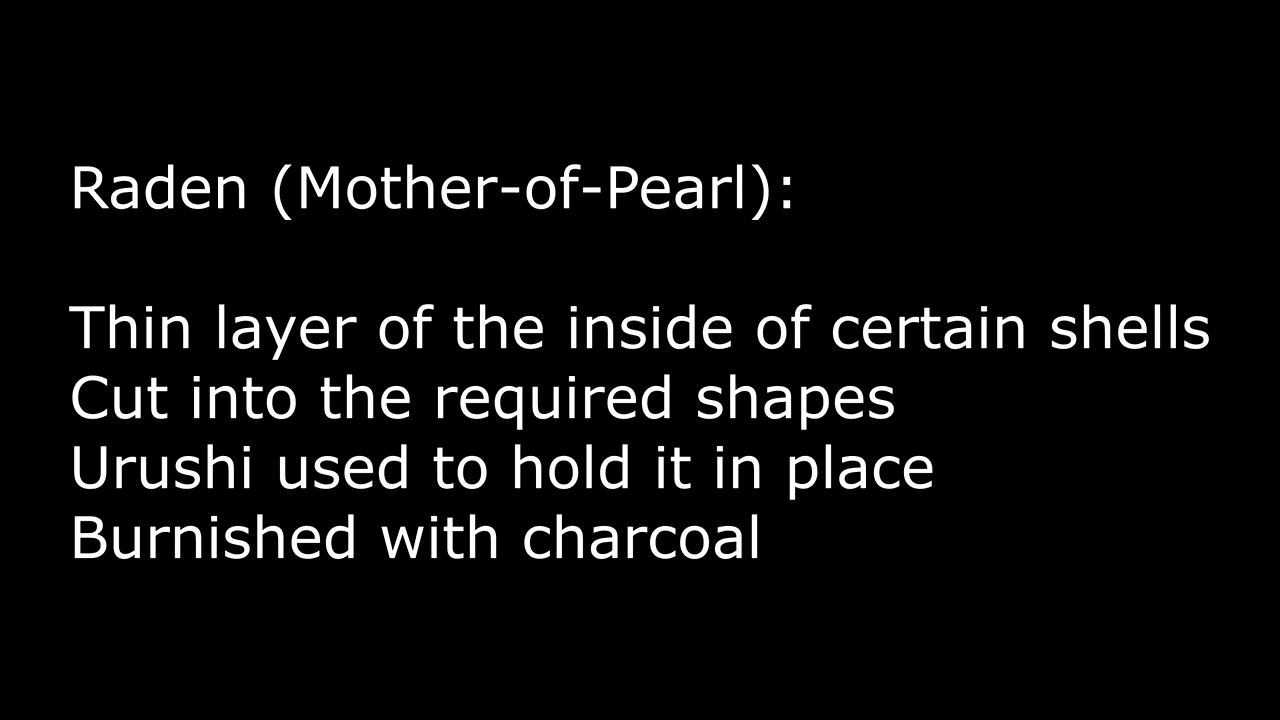 Raden (Mother-of-Pearl):
Thin layer of the inside of certain shells
Cut into the required shapes
Urushi used to hold it in place
Burnished with charcoal